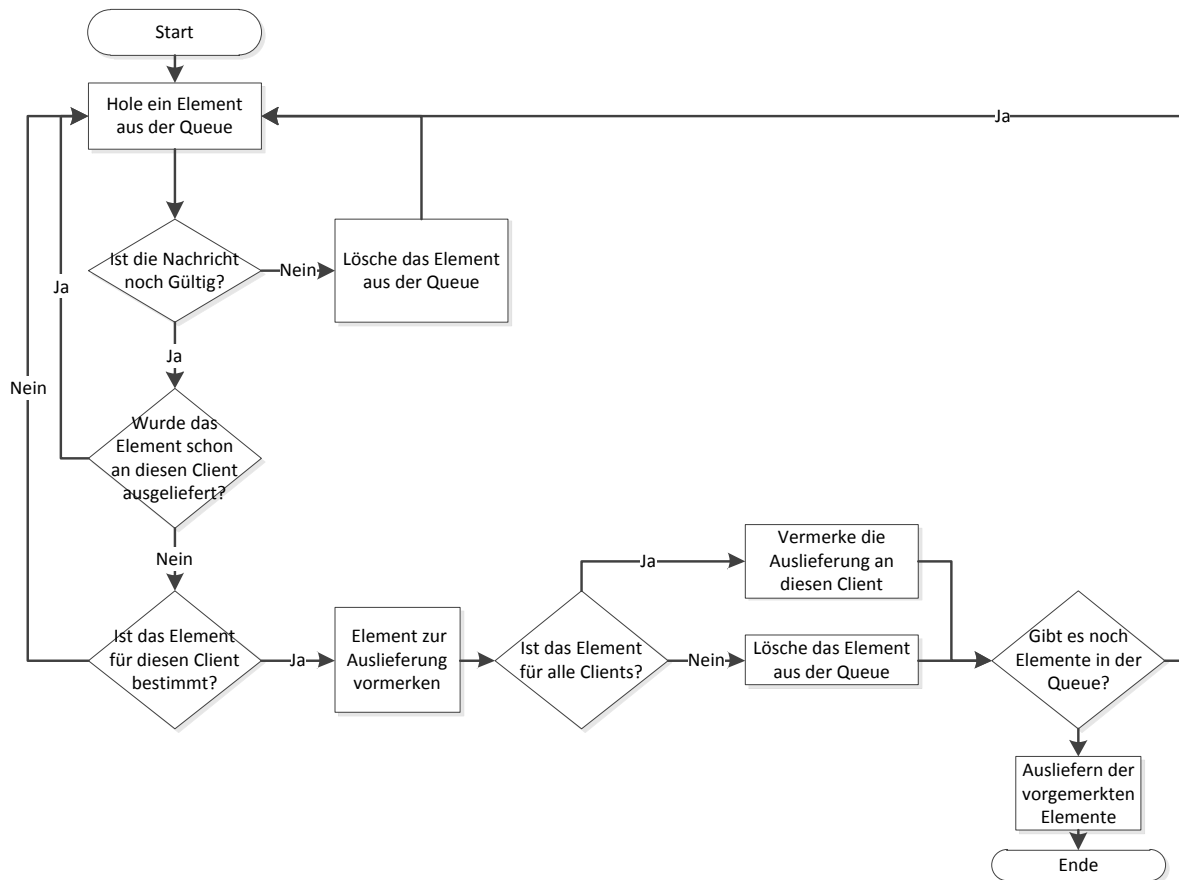 Start
Hole ein Element
aus der Queue
Ja
Ist die Nachricht
noch Gültig?
Nein
Lösche das Element
aus der Queue
Ja
Ja
Nein
Wurde das
Element schon
an diesen Client
ausgeliefert?
Nein
Ist das Element
für diesen Client
bestimmt?
Ja
Element zur
Auslieferung
vormerken
Ist das Element
für alle Clients?
Ja
Vermerke die
Auslieferung an
diesen Client
Nein
Lösche das Element
aus der Queue
Gibt es noch
Elemente in der
Queue?
Ausliefern der
vorgemerkten
Elemente
Ende